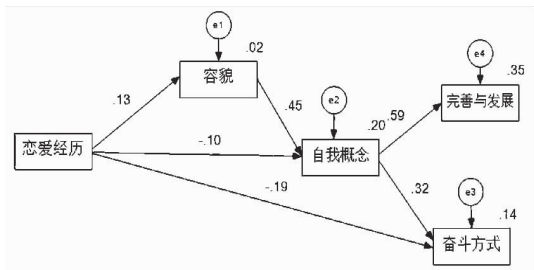 e1
.02
容貌
e4
.35
.13
e2
.45
完善与发展
.59
.20
恋爱经历
-.10
自我概念
-.19
.32
e3
.14
奋斗方式